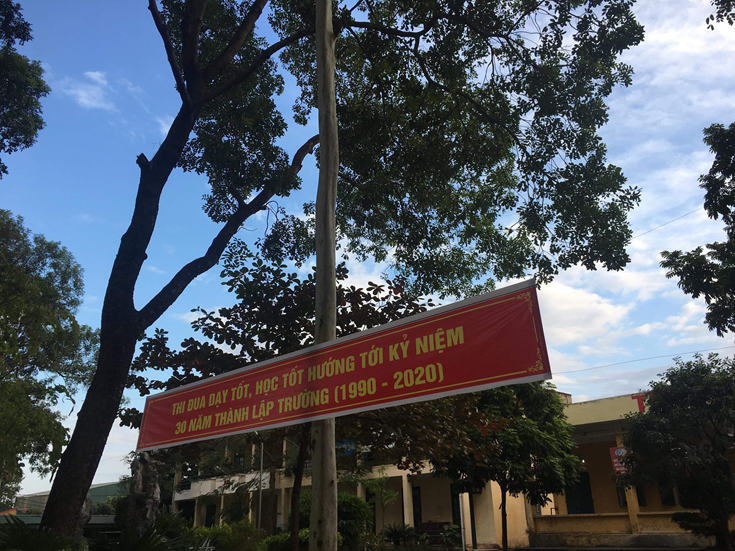 THI ĐUA DẠY TỐT, HỌC TỐT HƯỚNG TỚI KỶ NIỆM
30 NĂM THÀNH LẬP TRƯỜNG (1990 - 2020)